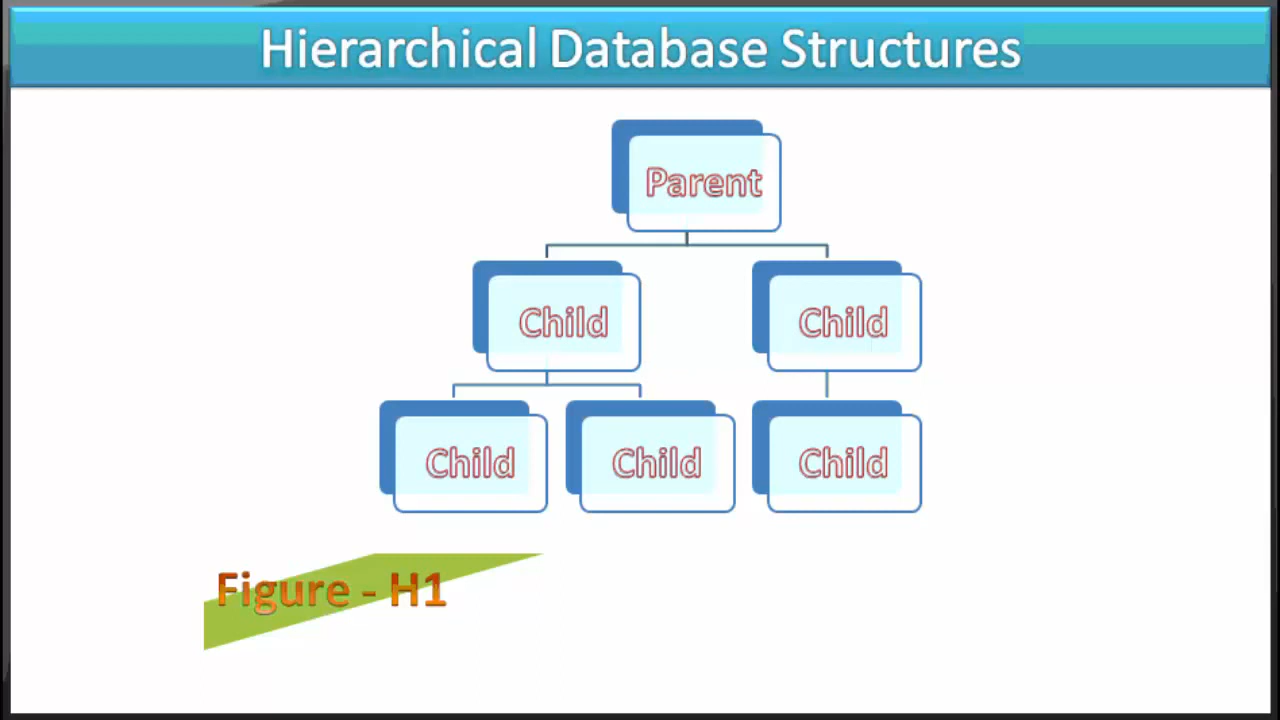 Hierarchical Database Structures
Parent
Child
Child
Child
Child
Child
Figure - H1